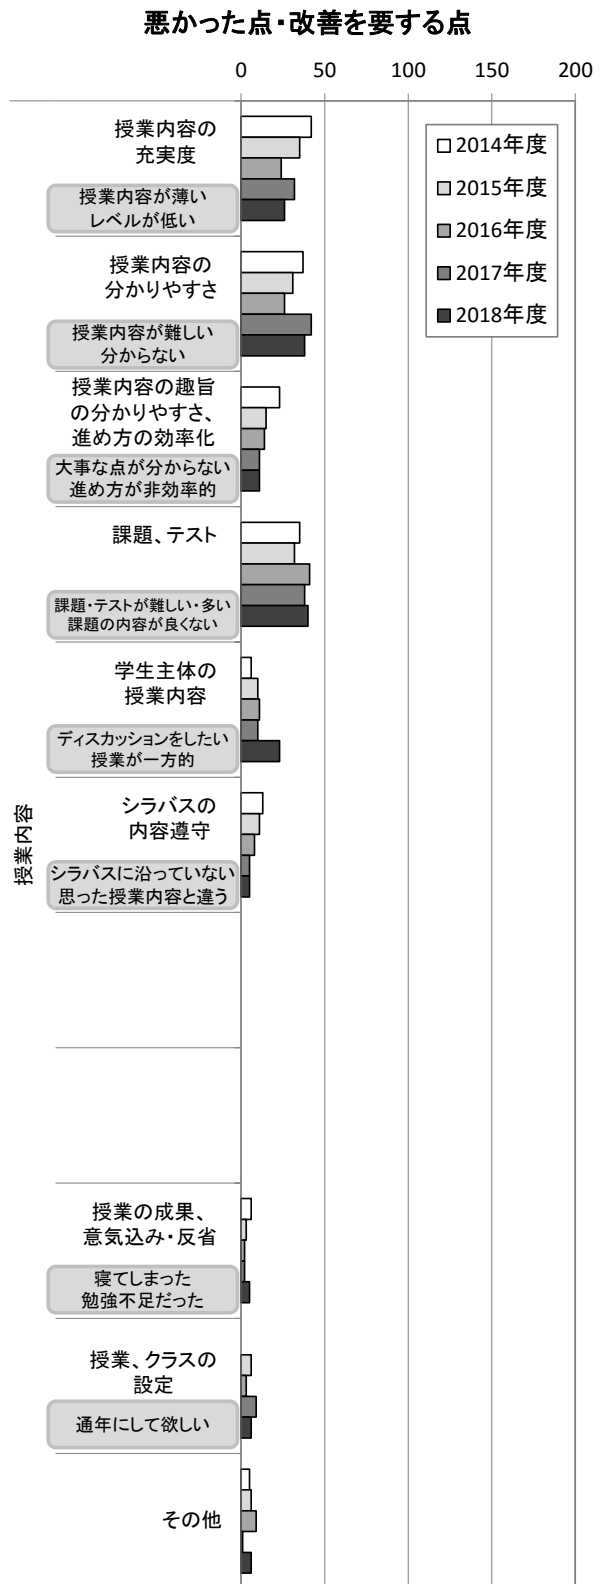 悪かった点・改善を要する点
0 50 100 150 200
2014年度
2015年度
2016年度
2017年度
2018年度
授業内容
授業内容の
充実度
授業内容が薄い
レベルが低い
授業内容の
分かりやすさ
授業内容が難しい
分からない
授業内容の趣旨
の分かりやすさ、
進め方の効率化
大事な点が分からない
進め方が非効率的
課題、テスト
課題・テストが難しい・多い
課題の内容が良くない
学生主体の
授業内容
ディスカッションをしたい
授業が一方的
シラバスの
内容遵守
シラバスに沿っていない
思った授業内容と違う
授業の成果、
意気込み・反省
寝てしまった
勉強不足だった
授業、クラスの
設定
通年にして欲しい
その他